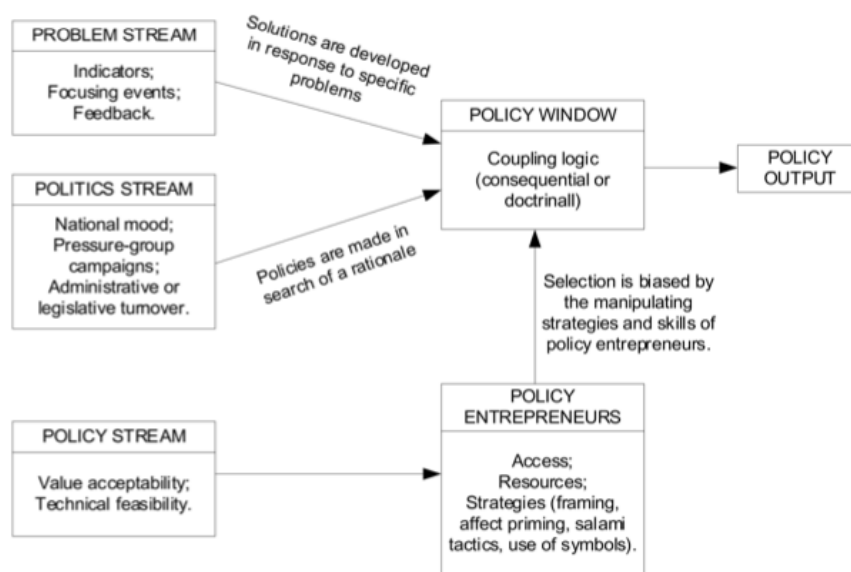 PROBLEM STREAM
Indicators;
Focusing events;
Feedback.
Solutions are developed
in response to specific
problems
POLITICS STREAM
National mood;
Pressure-group
campaigns;
Administrative or
legislative turnover.
Policies are made in
search of a rationale
POLICY WINDOW
Coupling logic
(consequential or
doctrinall)
POLICY
OUTPUT
Selection is biased by
the manipulating
strategies and skills of
policy entrepreneurs.
POLICY STREAM
Value acceptability;
Technical feasibility.
POLICY
ENTREPRENEURS
Access;
Resources;
Strategies (framing,
affect priming, salami
tactics, use of symbols).